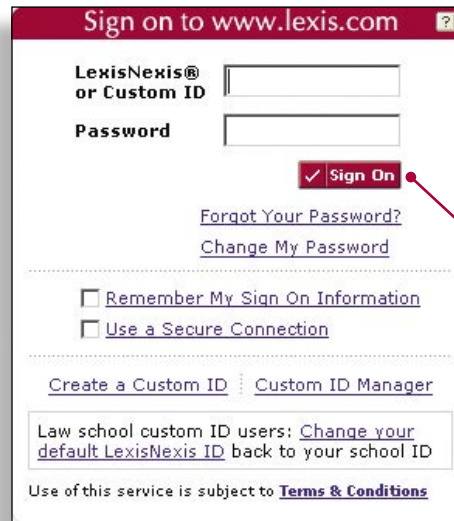 Sign on to www.lexis.com ?
LexisNexis®
or Custom ID
Password
✓ Sign On
Forgot Your Password?
Change My Password
Remember My Sign On Information
Use a Secure Connection
Create a Custom ID Custom ID Manager
Law school custom ID users: Change your
default LexisNexis ID back to your school ID
Use of this service is subject to Terms & Conditions